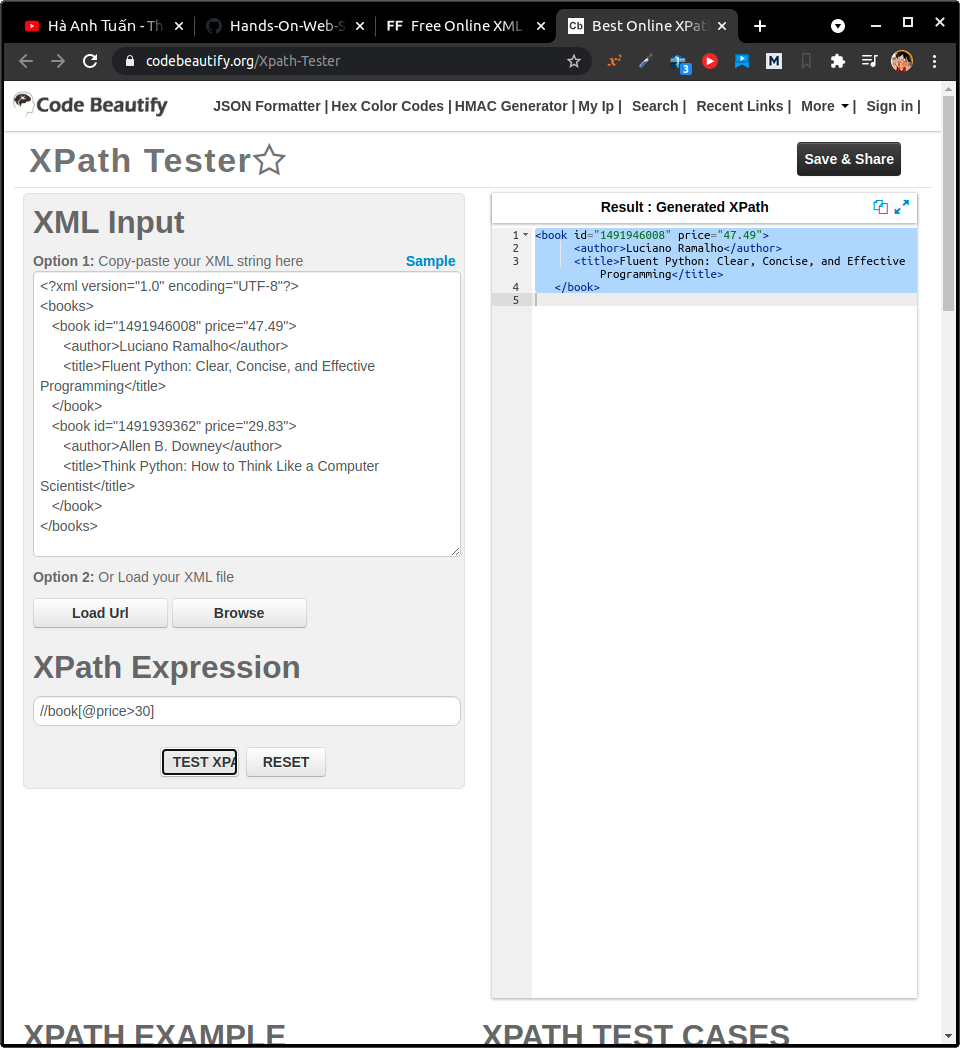 Hà Anh Tuấn - Th
Hands-On-Web-S
FF Free Online XML
Cb Best Online XPat
codebeautify.org/Xpath-Tester
3
M
Code Beautify
JSON Formatter | Hex Color Codes | HMAC Generator | My Ip | Search | Recent Links | More | Sign in |
XPath Tester
Save & Share
XML Input
Option 1: Copy-paste your XML string here
Sample
<?xml version="1.0" encoding="UTF-8"?>
<books>
<book id="1491946008" price="47.49">
<author>Luciano Ramalho</author>
<title>Fluent Python: Clear, Concise, and Effective
Programming</title>
</book>
<book id="1491939362" price="29.83">
<author>Allen B. Downey</author>
<title>Think Python: How to Think Like a Computer
Scientist</title>
</book>
</books>
Option 2: Or Load your XML file
Load Url
Browse
XPath Expression
//book[@price>30]
TEST XPA
RESET
Result : Generated XPath
1 <book id="1491946008" price="47.49">
2 <author>Luciano Ramalho</author>
3 <title>Fluent Python: Clear, Concise, and Effective
Programming</title>
4 </book>
5
XPATH EXAMPLE
XPATH TEST CASES